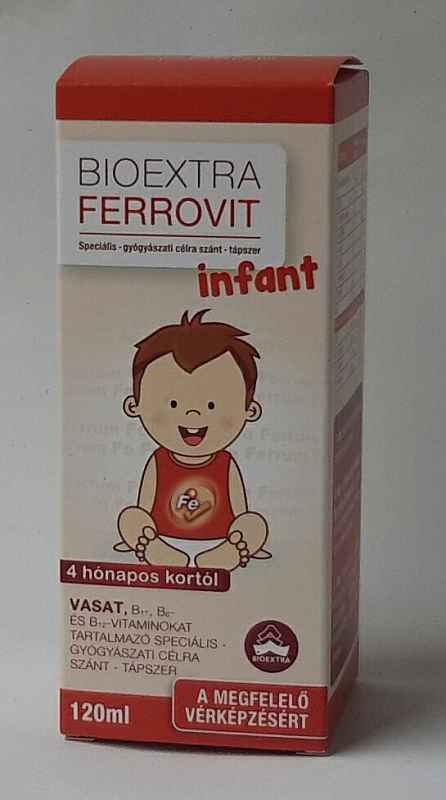 BIOEXTRA
FERROVIT
Speciális - gyógyászati célra szánt - tápszer
infant
Fe
4 hónapos kortól
VASAT, B₁-, B₆-
ÉS B₁₂-VITAMINOKAT
TARTALMAZÓ SPECIÁLIS -
GYÓGYÁSZATI CÉLRA
SZÁNT - TÁPSZER
BIOEXTRA
120ml
A MEGFELELŐ
VÉRKÉPZÉSÉRT